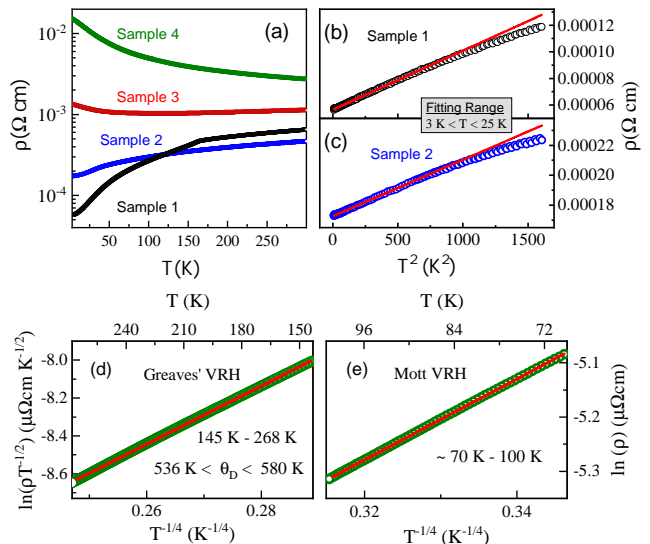 (a)
Sample 4
Sample 3
Sample 2
Sample 1
ρ(Ω cm)
10⁻²
10⁻³
10⁻⁴
50 100 150 200 250
T(K)
(b)
Sample 1
0.00012
0.00010
0.00008
0.00006
Fitting Range
3 K < T < 25 K
(c)
Sample 2
0.00022
0.00018
ρ(Ω cm)
0 500 1000 1500
T² (K²)
T (K)
240 210 180 150
(d)
Greaves' VRH
145 K - 268 K
536 K < θ_D < 580 K
ln(ρT⁻¹/²) (μΩcm K⁻¹/²)
-8.0
-8.2
-8.4
-8.6
0.26 0.28
T⁻¹/⁴ (K⁻¹/⁴)
T (K)
96 84 72
(e)
Mott VRH
~ 70 K - 100 K
-5.1
-5.2
-5.3
ln (ρ) (μΩcm)
0.32 0.34
T⁻¹/⁴ (K⁻¹/⁴)